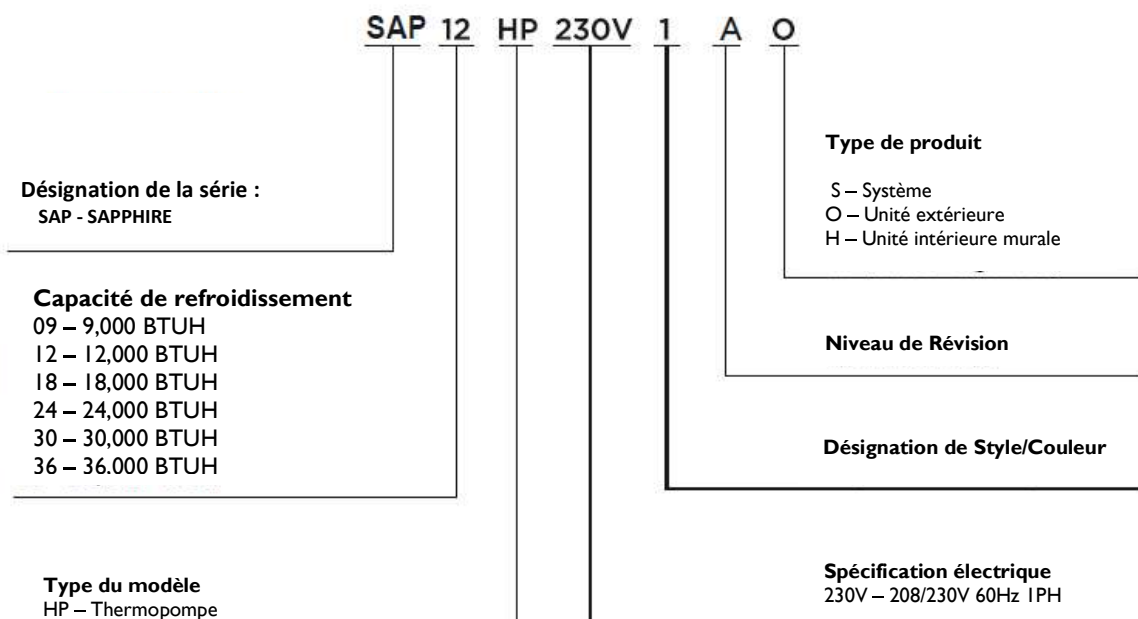 SAP 12 HP 230V 1 A O
Type de produit
S – Système
O – Unité extérieure
H – Unité intérieure murale
Désignation de la série :
SAP - SAPPHIRE
Capacité de refroidissement
09 – 9,000 BTUH
12 – 12,000 BTUH
18 – 18,000 BTUH
24 – 24,000 BTUH
30 – 30,000 BTUH
36 – 36.000 BTUH
Niveau de Révision
Désignation de Style/Couleur
Type du modèle
HP – Thermopompe
Spécification électrique
230V – 208/230V 60Hz 1PH